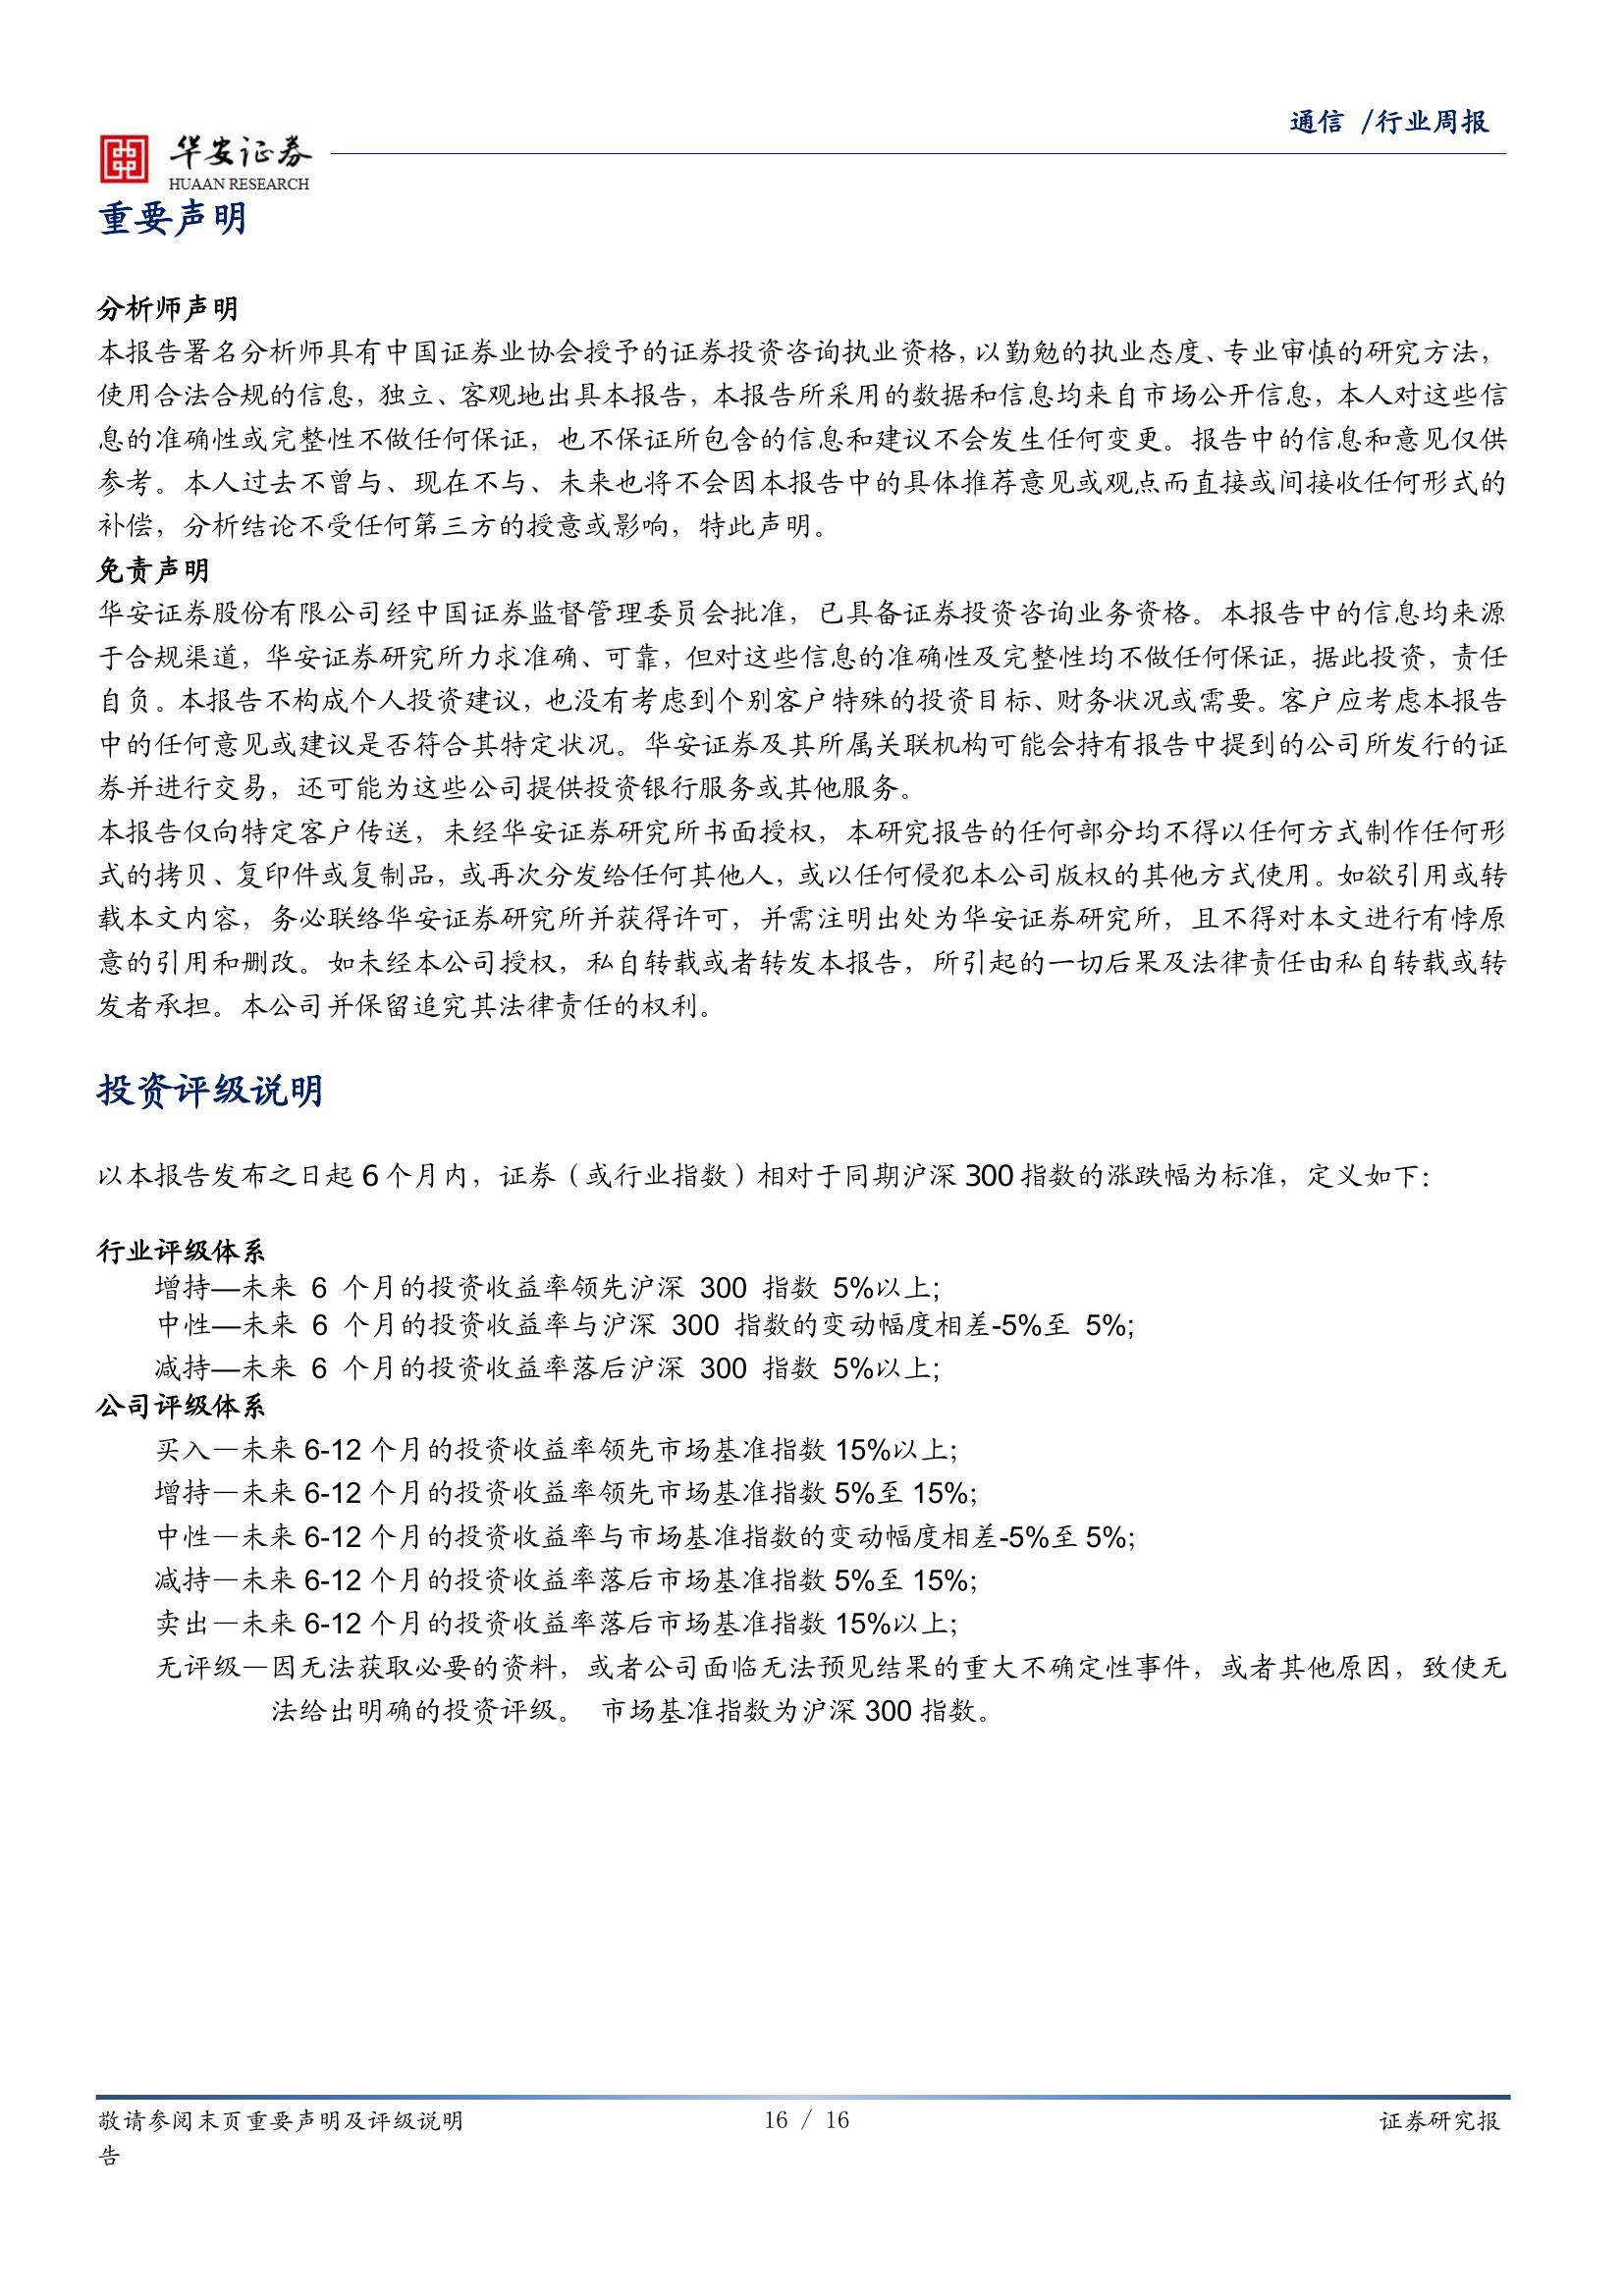 通信 /行业周报
华安证券
HUAAN RESEARCH
重要声明
分析师声明
本报告署名分析师具有中国证券业协会授予的证券投资咨询执业资格，以勤勉的执业态度、专业审慎的研究方法，
使用合法合规的信息，独立、客观地出具本报告，本报告所采用的数据和信息均来自市场公开信息，本人对这些信
息的准确性或完整性不做任何保证，也不保证所包含的信息和建议不会发生任何变更。报告中的信息和意见仅供
参考。本人过去不曾与、现在不与、未来也将不会因本报告中的具体推荐意见或观点而直接或间接收任何形式的
补偿，分析结论不受任何第三方的授意或影响，特此声明。
免责声明
华安证券股份有限公司经中国证券监督管理委员会批准，已具备证券投资咨询业务资格。本报告中的信息均来源
于合规渠道，华安证券研究所力求准确、可靠，但对这些信息的准确性及完整性均不做任何保证，据此投资，责任
自负。本报告不构成个人投资建议，也没有考虑到个别客户特殊的投资目标、财务状况或需要。客户应考虑本报告
中的任何意见或建议是否符合其特定状况。华安证券及其所属关联机构可能会持有报告中提到的公司所发行的证
券并进行交易，还可能为这些公司提供投资银行服务或其他服务。
本报告仅向特定客户传送，未经华安证券研究所书面授权，本研究报告的任何部分均不得以任何方式制作任何形
式的拷贝、复印件或复制品，或再次分发给任何其他人，或以任何侵犯本公司版权的其他方式使用。如欲引用或转
载本文内容，务必联络华安证券研究所并获得许可，并需注明出处为华安证券研究所，且不得对本文进行有悖原
意的引用和删改。如未经本公司授权，私自转载或者转发本报告，所引起的一切后果及法律责任由私自转载或转
发者承担。本公司并保留追究其法律责任的权利。
投资评级说明
以本报告发布之日起 6 个月内，证券（或行业指数）相对于同期沪深 300 指数的涨跌幅为标准，定义如下：
行业评级体系
增持—未来 6 个月的投资收益率领先沪深 300 指数 5%以上;
中性—未来 6 个月的投资收益率与沪深 300 指数的变动幅度相差-5%至 5%;
减持—未来 6 个月的投资收益率落后沪深 300 指数 5%以上;
公司评级体系
买入—未来 6-12 个月的投资收益率领先市场基准指数 15%以上;
增持—未来 6-12 个月的投资收益率领先市场基准指数 5%至 15%;
中性—未来 6-12 个月的投资收益率与市场基准指数的变动幅度相差-5%至 5%;
减持—未来 6-12 个月的投资收益率落后市场基准指数 5%至 15%;
卖出—未来 6-12 个月的投资收益率落后市场基准指数 15%以上;
无评级—因无法获取必要的资料，或者公司面临无法预见结果的重大不确定性事件，或者其他原因，致使无
法给出明确的投资评级。 市场基准指数为沪深 300 指数。
敬请参阅末页重要声明及评级说明 16 / 16 证券研究报
告